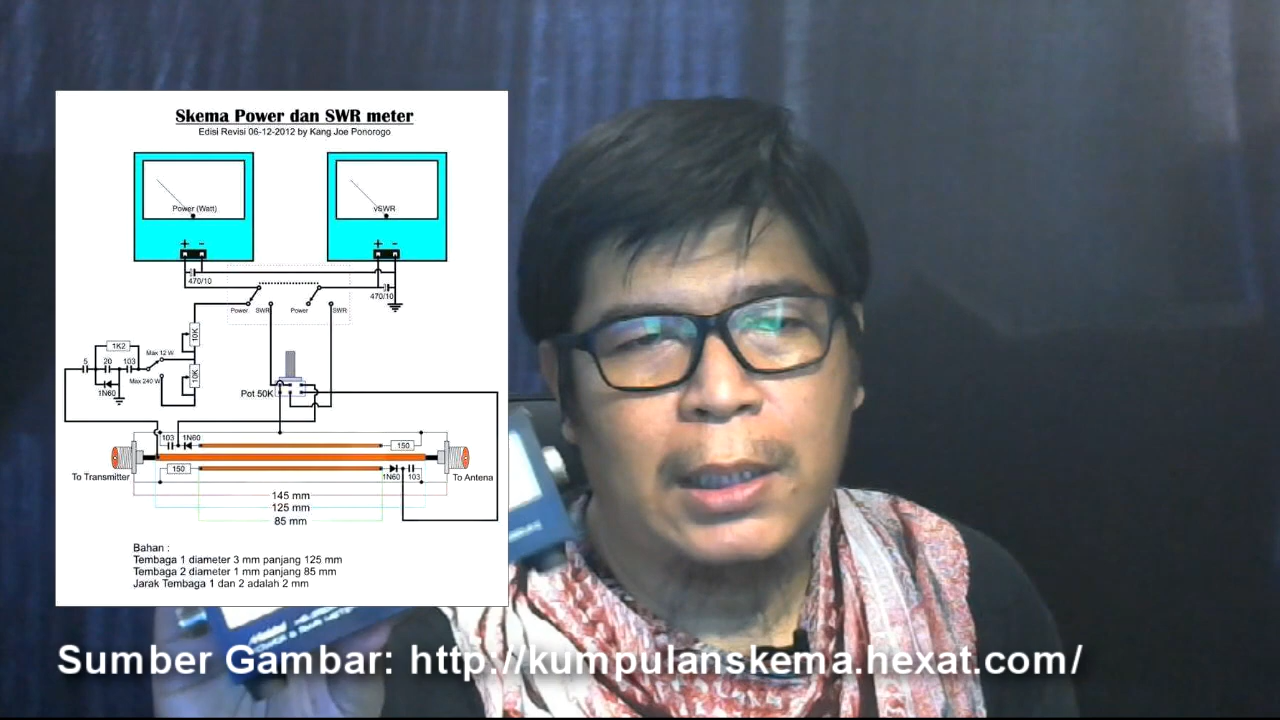 Skema Power dan SWR meter
Edisi Revisi 06-12-2012 by Kang Joe Ponorogo
Power (Watt)
vSWR
+ -
+ -
470/10
470/10
Power
SWR
Power
SWR
10K
1K2
Max 12 W
5
20
103
10K
Max 240 W
1N60
Pot 50K
103
1N60
150
150
1N60
103
To Transmitter
To Antena
145 mm
125 mm
85 mm
Bahan :
Tembaga 1 diameter 3 mm panjang 125 mm
Tembaga 2 diameter 1 mm panjang 85 mm
Jarak Tembaga 1 dan 2 adalah 2 mm
Sumber Gambar: http://kumpulanskema.hexat.com/